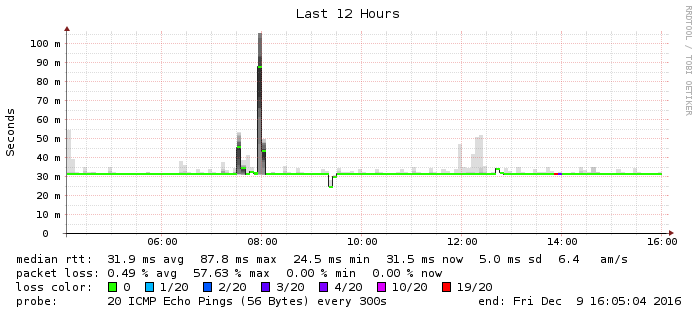 Last 12 Hours
RRDTOOL / TOBI OETIKER
Seconds
100 m
90 m
80 m
70 m
60 m
50 m
40 m
30 m
20 m
10 m
0
06:00 08:00 10:00 12:00 14:00 16:00
median rtt: 31.9 ms avg 87.8 ms max 24.5 ms min 31.5 ms now 5.0 ms sd 6.4 am/s
packet loss: 0.49 % avg 57.63 % max 0.00 % min 0.00 % now
loss color: 0 1/20 2/20 3/20 4/20 10/20 19/20
probe: 20 ICMP Echo Pings (56 Bytes) every 300s end: Fri Dec 9 16:05:04 2016